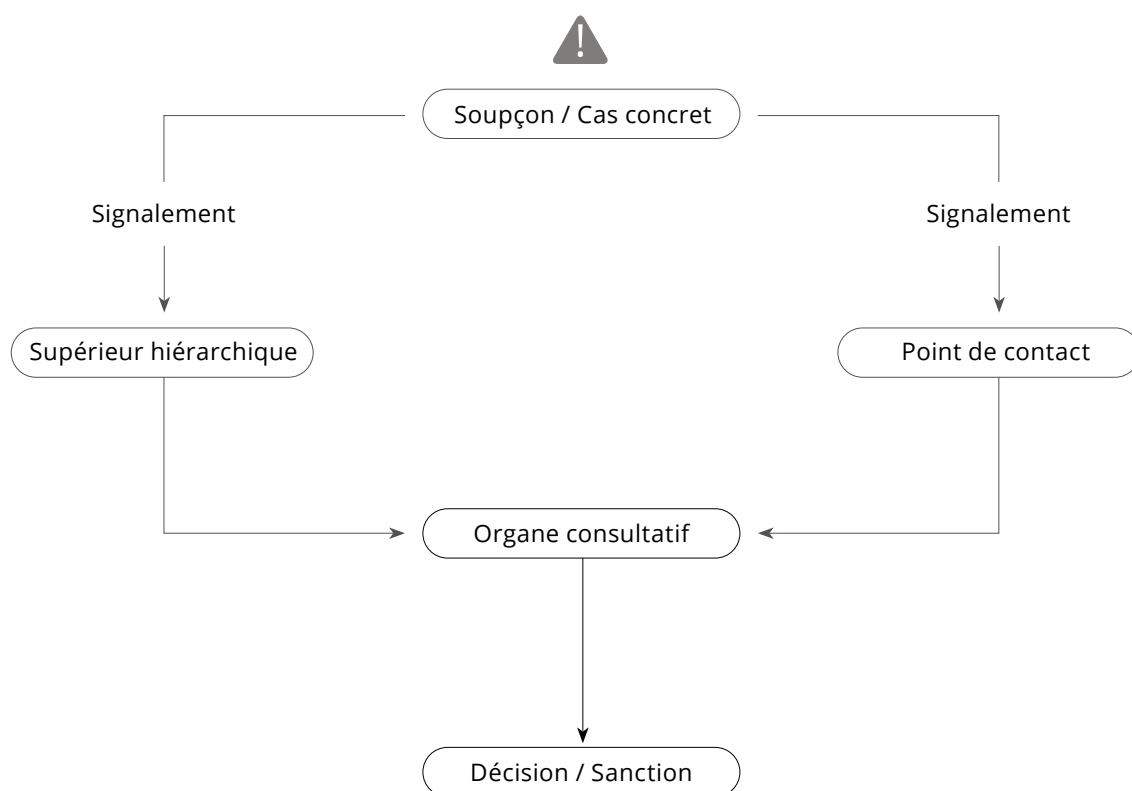 !
Soupçon / Cas concret
Signalement
Signalement
Supérieur hiérarchique
Point de contact
Organe consultatif
Décision / Sanction